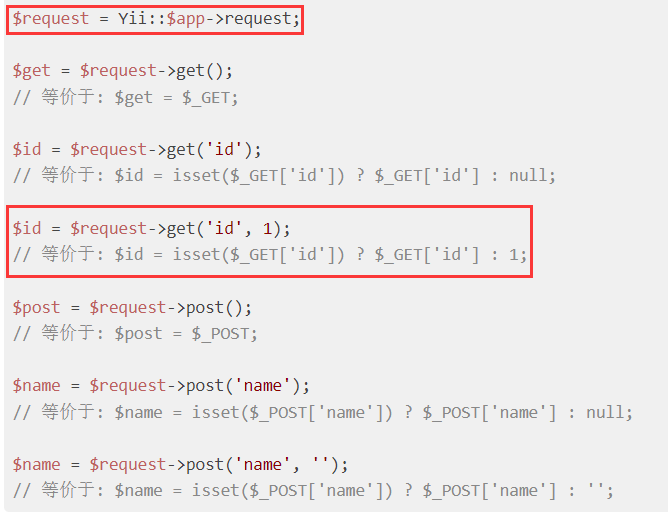 $request = Yii::$app->request;
$get = $request->get();
// 等价于: $get = $_GET;
$id = $request->get('id');
// 等价于: $id = isset($_GET['id']) ? $_GET['id'] : null;
$id = $request->get('id', 1);
// 等价于: $id = isset($_GET['id']) ? $_GET['id'] : 1;
$post = $request->post();
// 等价于: $post = $_POST;
$name = $request->post('name');
// 等价于: $name = isset($_POST['name']) ? $_POST['name'] : null;
$name = $request->post('name', '');
// 等价于: $name = isset($_POST['name']) ? $_POST['name'] : '';